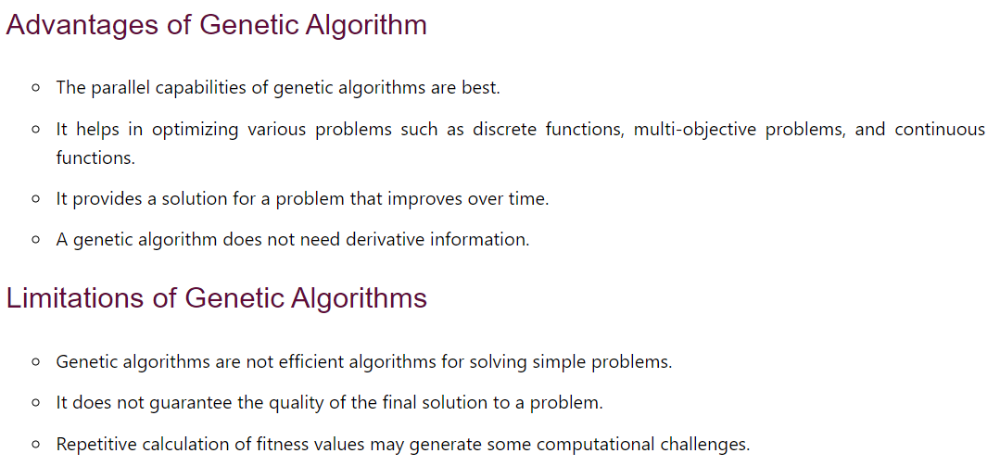 Advantages of Genetic Algorithm
The parallel capabilities of genetic algorithms are best.
It helps in optimizing various problems such as discrete functions, multi-objective problems, and continuous
functions.
It provides a solution for a problem that improves over time.
A genetic algorithm does not need derivative information.
Limitations of Genetic Algorithms
Genetic algorithms are not efficient algorithms for solving simple problems.
It does not guarantee the quality of the final solution to a problem.
Repetitive calculation of fitness values may generate some computational challenges.